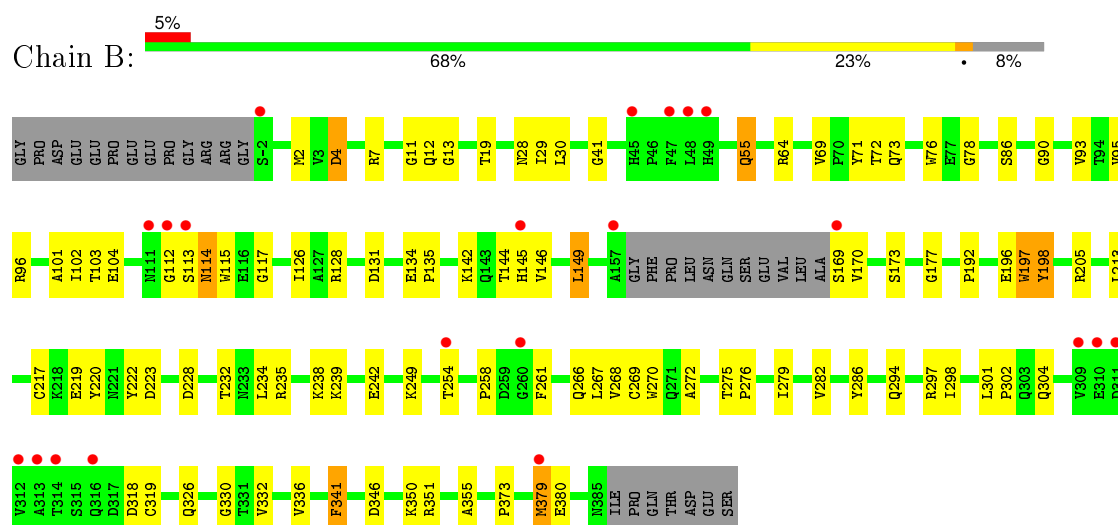 5%
Chain B:
68% 23% • 8%
GLY PRO ASP GLU GLU PRO GLU GLU PRO GLY ARG ARG GLY S-2 M2 V3 D4 R7 G11 Q12 G13 T19 N28 I29 L30 G41 H45 P46 F47 L48 H49 Q55 R64 V69 P70 Y71 T72 Q73 W76 E77 G78 S86 G90 V93 T94 V95
R96 A101 I102 T103 E104 N111 G112 S113 N114 W115 E116 G117 I126 A127 R128 D131 E134 P135 K142 Q143 T144 H145 V146 L149 A157 GLY PHE PRO LEU ASN GLN SER GLU VAL LEU ALA S169 V170 S173 G177 P192 E196 W197 Y198 R205 L213
C217 K218 E219 Y220 N221 Y222 D223 D228 T232 N233 L234 R235 K238 K239 E242 K249 T254 P258 D259 G260 F261 Q266 L267 V268 C269 W270 Q271 A272 T275 P276 I279 V282 Y286 Q294 R297 I298 L301 P302 Q303 Q304 V309 E310 D311
V312 A313 T314 S315 Q316 D317 D318 C319 Q326 G330 T331 V332 V336 F341 D346 K350 R351 A355 P373 M379 E380 N385 ILE PRO GLN THR ASP GLU SER